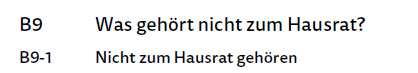 B9 Was gehört nicht zum Hausrat?
B9-1 Nicht zum Hausrat gehören